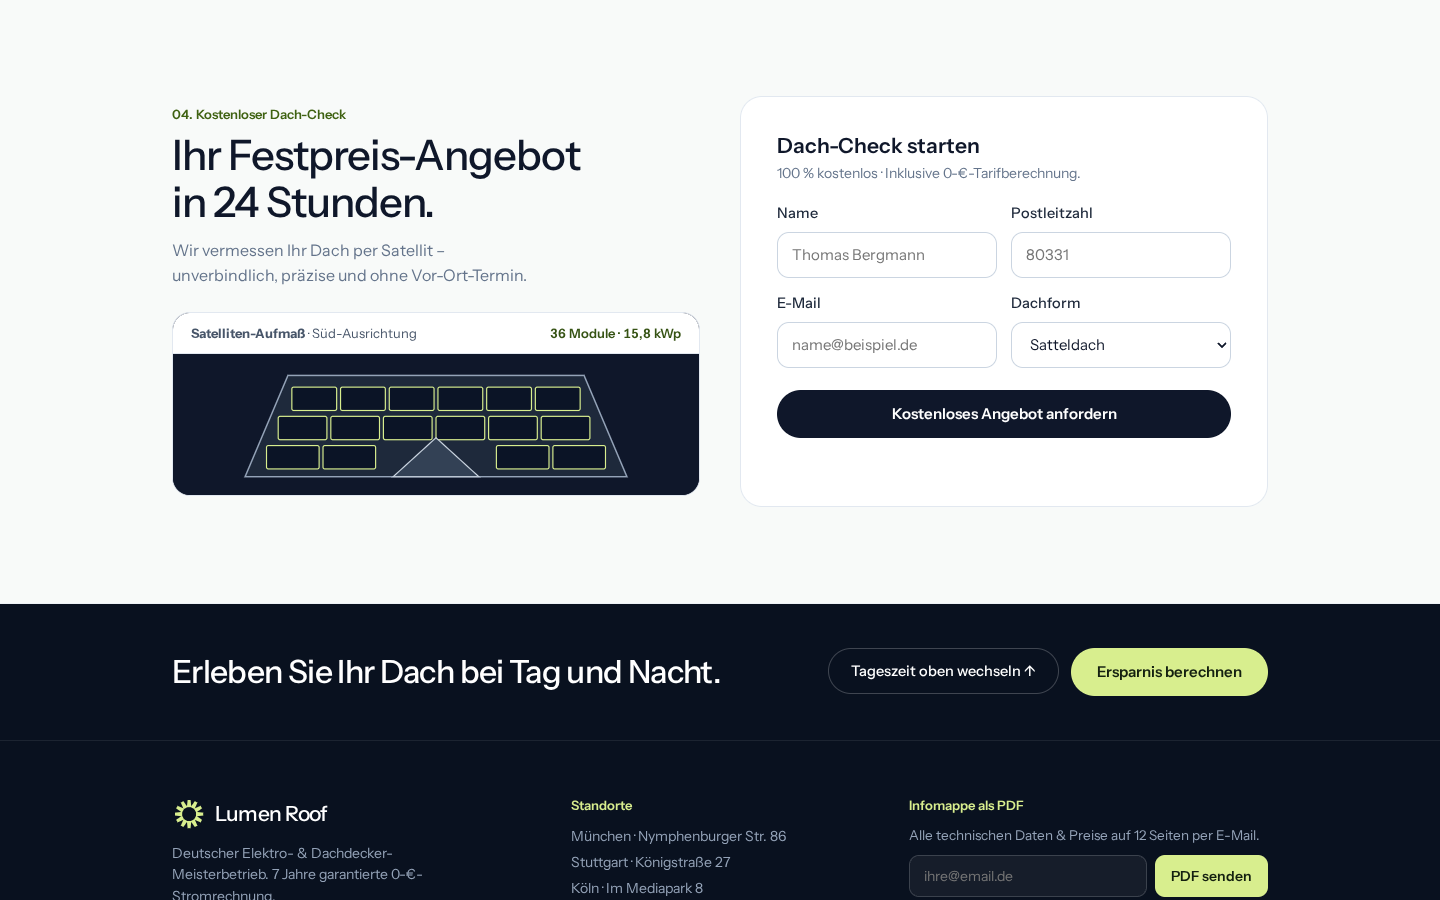 04. Kostenloser Dach-Check
Ihr Festpreis-Angebot
in 24 Stunden.
Wir vermessen Ihr Dach per Satellit –
unverbindlich, präzise und ohne Vor-Ort-Termin.
Satelliten-Aufmaß · Süd-Ausrichtung
36 Module · 15,8 kWp
Dach-Check starten
100 % kostenlos · Inklusive 0-€-Tarifberechnung.
Name
Postleitzahl
Thomas Bergmann
80331
E-Mail
Dachform
name@beispiel.de
Satteldach
Kostenloses Angebot anfordern
Erleben Sie Ihr Dach bei Tag und Nacht.
Tageszeit oben wechseln ↑
Ersparnis berechnen
Lumen Roof
Deutscher Elektro- & Dachdecker-
Meisterbetrieb. 7 Jahre garantierte 0-€-
Stromrechnung.
Standorte
München · Nymphenburger Str. 86
Stuttgart · Königstraße 27
Köln · Im Mediapark 8
Infomappe als PDF
Alle technischen Daten & Preise auf 12 Seiten per E-Mail.
ihre@email.de
PDF senden